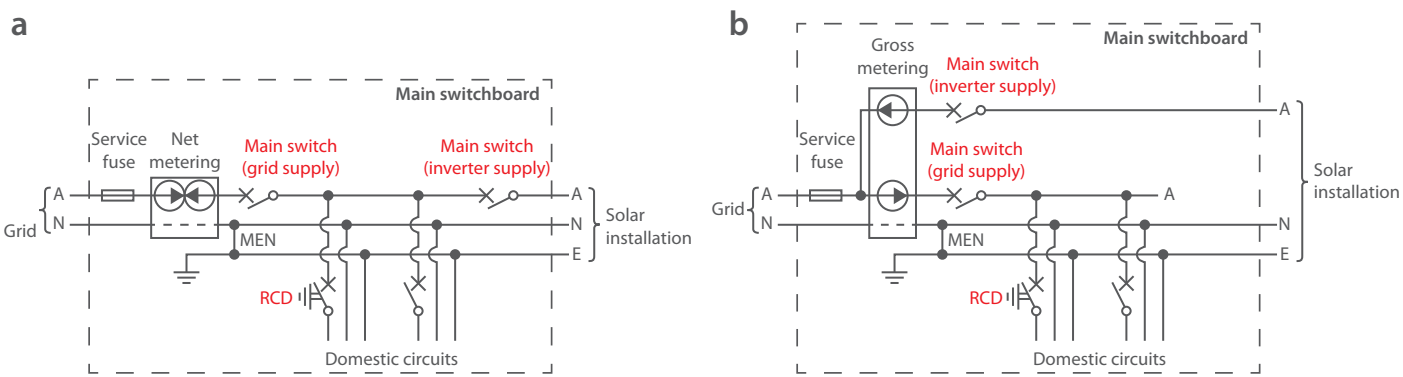 a
Main switchboard
Service
fuse
Net
metering
Main switch
(grid supply)
Main switch
(inverter supply)
A
N
Grid
A
N
E
Solar
installation
MEN
RCD
Domestic circuits
b
Main switchboard
Gross
metering
Main switch
(inverter supply)
A
Service
fuse
Main switch
(grid supply)
A
N
Grid
A
N
E
Solar
installation
MEN
RCD
Domestic circuits